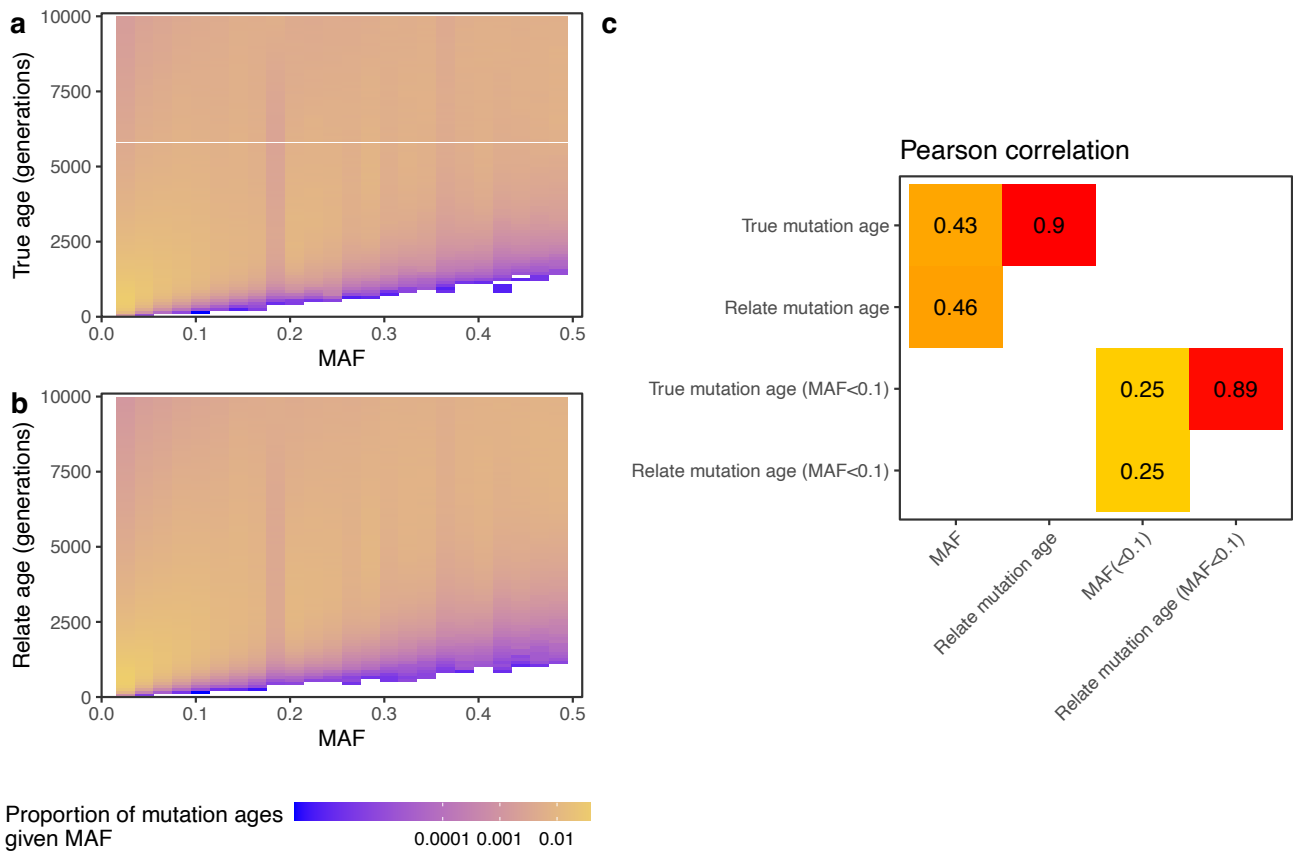 a
10000
7500
5000
2500
0
True age (generations)
0.0 0.1 0.2 0.3 0.4 0.5
MAF
b
10000
7500
5000
2500
0
Relate age (generations)
0.0 0.1 0.2 0.3 0.4 0.5
MAF
Proportion of mutation ages
given MAF
0.0001 0.001 0.01
c
Pearson correlation
True mutation age 0.43 0.9
Relate mutation age 0.46
True mutation age (MAF<0.1) 0.25 0.89
Relate mutation age (MAF<0.1) 0.25
MAF
Relate mutation age
MAF(<0.1)
Relate mutation age (MAF<0.1)